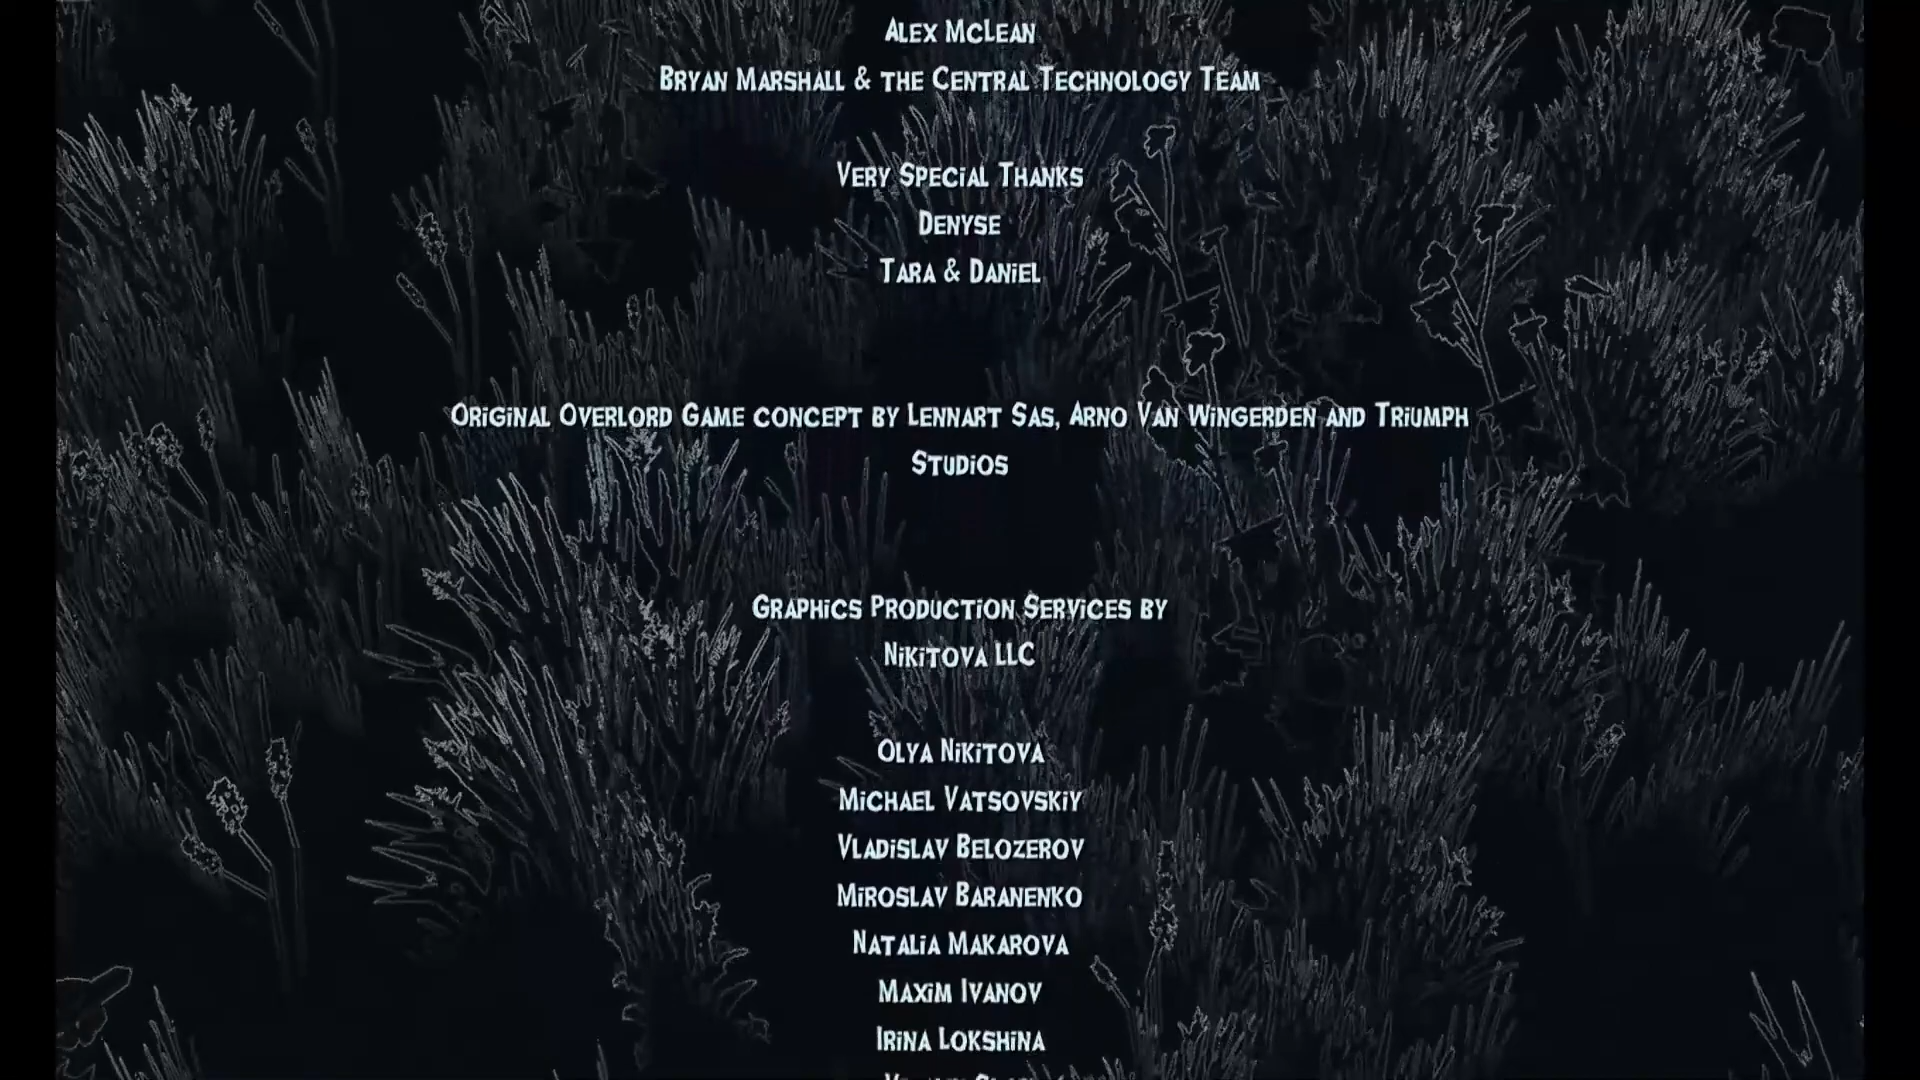 Alex McLean
Bryan Marshall & the Central Technology Team
Very Special Thanks
Denyse
Tara & Daniel
Original Overlord Game concept by Lennart Sas, Arno Van Wingerden and Triumph
Studios
Graphics Production Services by
Nikitova LLC
Olya Nikitova
Michael Vatsovskiy
Vladislav Belozerov
Miroslav Baranenko
Natalia Makarova
Maxim Ivanov
Irina Lokshina